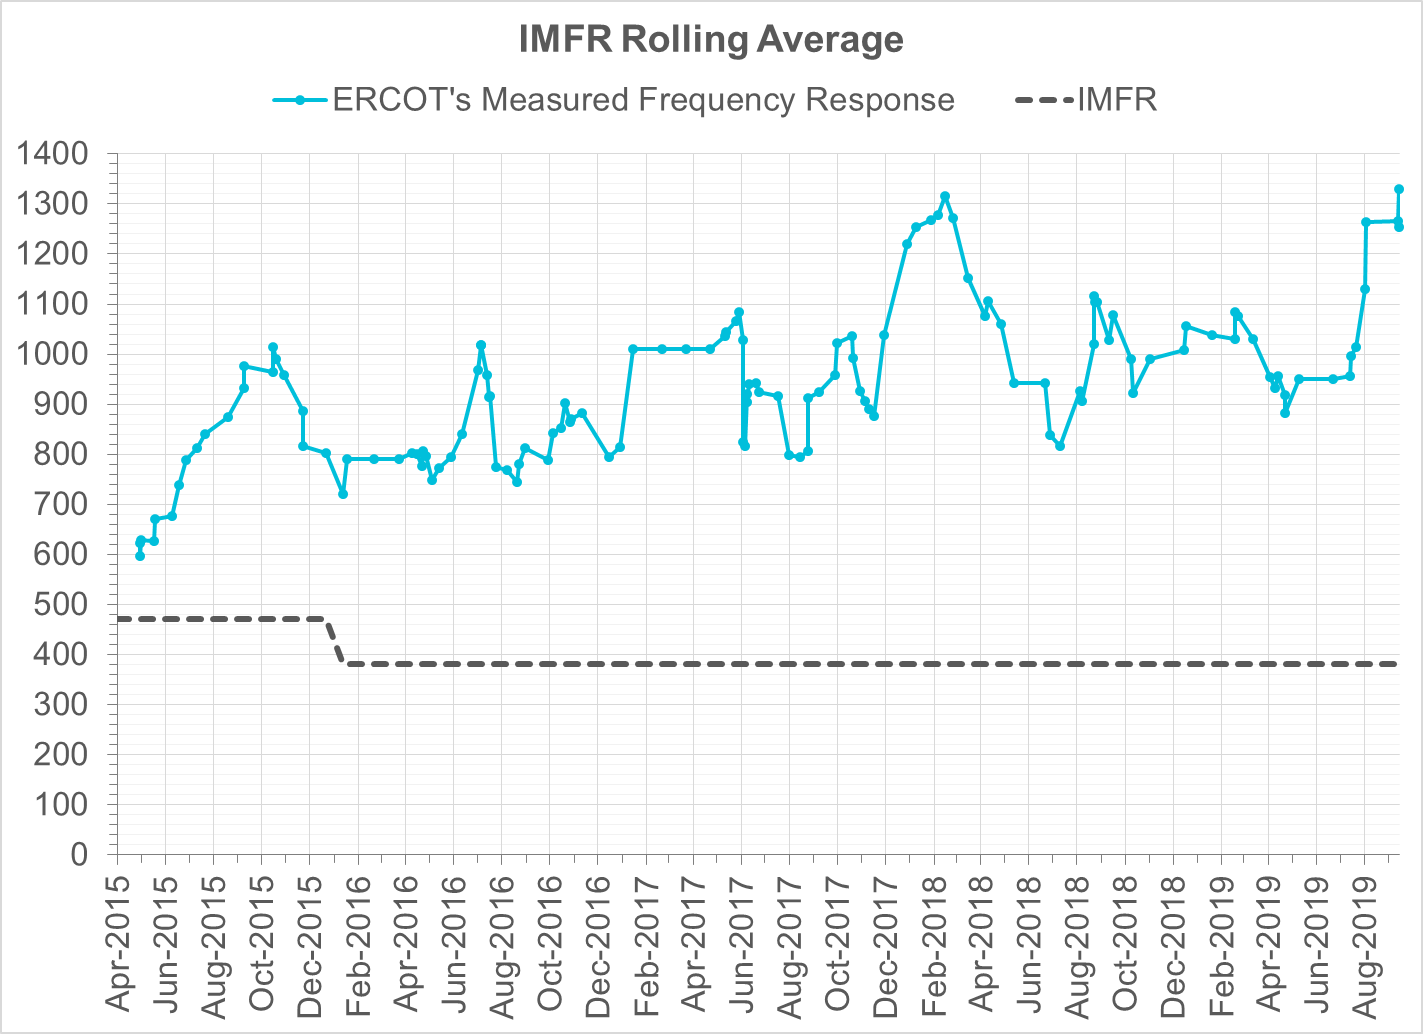 IMFR Rolling Average
ERCOT's Measured Frequency Response
IMFR
1400
1300
1200
1100
1000
900
800
700
600
500
400
300
200
100
0
Apr-2015
Jun-2015
Aug-2015
Oct-2015
Dec-2015
Feb-2016
Apr-2016
Jun-2016
Aug-2016
Oct-2016
Dec-2016
Feb-2017
Apr-2017
Jun-2017
Aug-2017
Oct-2017
Dec-2017
Feb-2018
Apr-2018
Jun-2018
Aug-2018
Oct-2018
Dec-2018
Feb-2019
Apr-2019
Jun-2019
Aug-2019